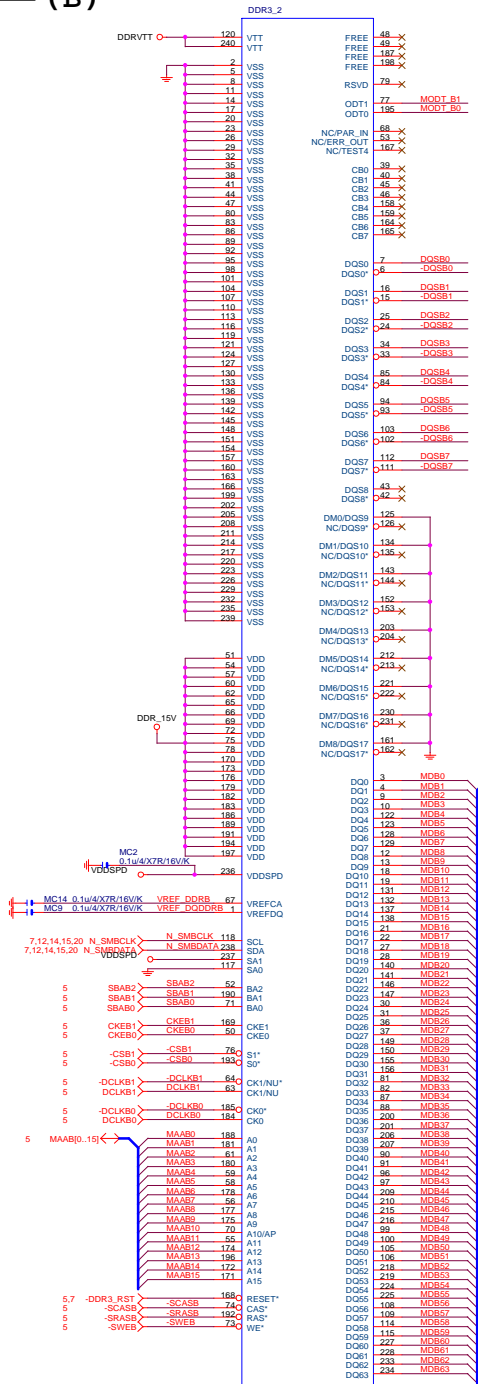 (B)
DDR3_2
DDRVTT 120 VTT
240 VTT
2 VSS
5 VSS
8 VSS
11 VSS
14 VSS
17 VSS
20 VSS
23 VSS
26 VSS
29 VSS
32 VSS
35 VSS
38 VSS
41 VSS
44 VSS
47 VSS
80 VSS
83 VSS
86 VSS
89 VSS
92 VSS
95 VSS
98 VSS
101 VSS
104 VSS
107 VSS
110 VSS
113 VSS
116 VSS
119 VSS
121 VSS
124 VSS
127 VSS
130 VSS
133 VSS
136 VSS
139 VSS
142 VSS
145 VSS
148 VSS
151 VSS
154 VSS
157 VSS
160 VSS
163 VSS
166 VSS
199 VSS
202 VSS
205 VSS
208 VSS
211 VSS
214 VSS
217 VSS
220 VSS
223 VSS
226 VSS
229 VSS
232 VSS
235 VSS
239 VSS
51 VDD
54 VDD
57 VDD
60 VDD
62 VDD
65 VDD
66 VDD
69 VDD
DDR_15V
72 VDD
75 VDD
78 VDD
170 VDD
173 VDD
176 VDD
179 VDD
182 VDD
183 VDD
186 VDD
189 VDD
191 VDD
194 VDD
197 VDD
MC2
0.1u/4/X7R/16V/K
VDDSPD 236 VDDSPD
MC14 0.1u/4/X7R/16V/K VREF_DDRB 67 VREFCA
MC9 0.1u/4/X7R/16V/K VREF_DQDDRB 1 VREFDQ
7,12,14,15,20 N_SMBCLK N_SMBCLK 118 SCL
7,12,14,15,20 N_SMBDATA N_SMBDATA 238 SDA
VDDSPD 237 SA1
117 SA0
5 SBAB2 SBAB2 52 BA2
5 SBAB1 SBAB1 190 BA1
5 SBAB0 SBAB0 71 BA0
5 CKEB1 CKEB1 169 CKE1
5 CKEB0 CKEB0 50 CKE0
5 -CSB1 -CSB1 76 S1*
5 -CSB0 -CSB0 193 S0*
5 -DCLKB1 -DCLKB1 64 CK1/NU*
5 DCLKB1 DCLKB1 63 CK1/NU
5 -DCLKB0 -DCLKB0 185 CK0*
5 DCLKB0 DCLKB0 184 CK0
5 MAAB[0..15] MAAB0 188 A0
MAAB1 181 A1
MAAB2 61 A2
MAAB3 180 A3
MAAB4 59 A4
MAAB5 58 A5
MAAB6 178 A6
MAAB7 56 A7
MAAB8 177 A8
MAAB9 175 A9
MAAB10 70 A10/AP
MAAB11 55 A11
MAAB12 174 A12
MAAB13 196 A13
MAAB14 172 A14
MAAB15 171 A15
5,7 -DDR3_RST 168 RESET*
5 -SCASB -SCASB 74 CAS*
5 -SRASB -SRASB 192 RAS*
5 -SWEB -SWEB 73 WE*
FREE 48
FREE 49
FREE 187
FREE 198
RSVD 79
ODT1 77 MODT_B1
ODT0 195 MODT_B0
NC/PAR_IN 68
NC/ERR_OUT 53
NC/TEST4 167
CB0 39
CB1 40
CB2 45
CB3 46
CB4 158
CB5 159
CB6 164
CB7 165
DQS0 7 DQSB0
DQS0* 6 -DQSB0
DQS1 16 DQSB1
DQS1* 15 -DQSB1
DQS2 25 DQSB2
DQS2* 24 -DQSB2
DQS3 34 DQSB3
DQS3* 33 -DQSB3
DQS4 85 DQSB4
DQS4* 84 -DQSB4
DQS5 94 DQSB5
DQS5* 93 -DQSB5
DQS6 103 DQSB6
DQS6* 102 -DQSB6
DQS7 112 DQSB7
DQS7* 111 -DQSB7
DQS8 43
DQS8* 42
DM0/DQS9 125
NC/DQS9* 126
DM1/DQS10 134
NC/DQS10* 135
DM2/DQS11 143
NC/DQS11* 144
DM3/DQS12 152
NC/DQS12* 153
DM4/DQS13 203
NC/DQS13* 204
DM5/DQS14 212
NC/DQS14* 213
DM6/DQS15 221
NC/DQS15* 222
DM7/DQS16 230
NC/DQS16* 231
DM8/DQS17 161
NC/DQS17* 162
DQ0 3 MDB0
DQ1 4 MDB1
DQ2 9 MDB2
DQ3 10 MDB3
DQ4 122 MDB4
DQ5 123 MDB5
DQ6 128 MDB6
DQ7 129 MDB7
DQ8 12 MDB8
DQ9 13 MDB9
DQ10 18 MDB10
DQ11 19 MDB11
DQ12 131 MDB12
DQ13 132 MDB13
DQ14 137 MDB14
DQ15 138 MDB15
DQ16 21 MDB16
DQ17 22 MDB17
DQ18 27 MDB18
DQ19 28 MDB19
DQ20 140 MDB20
DQ21 141 MDB21
DQ22 146 MDB22
DQ23 147 MDB23
DQ24 30 MDB24
DQ25 31 MDB25
DQ26 36 MDB26
DQ27 37 MDB27
DQ28 149 MDB28
DQ29 150 MDB29
DQ30 155 MDB30
DQ31 156 MDB31
DQ32 81 MDB32
DQ33 82 MDB33
DQ34 87 MDB34
DQ35 88 MDB35
DQ36 200 MDB36
DQ37 201 MDB37
DQ38 206 MDB38
DQ39 207 MDB39
DQ40 90 MDB40
DQ41 91 MDB41
DQ42 96 MDB42
DQ43 97 MDB43
DQ44 209 MDB44
DQ45 210 MDB45
DQ46 215 MDB46
DQ47 216 MDB47
DQ48 99 MDB48
DQ49 100 MDB49
DQ50 105 MDB50
DQ51 106 MDB51
DQ52 218 MDB52
DQ53 219 MDB53
DQ54 224 MDB54
DQ55 225 MDB55
DQ56 108 MDB56
DQ57 109 MDB57
DQ58 114 MDB58
DQ59 115 MDB59
DQ60 227 MDB60
DQ61 228 MDB61
DQ62 233 MDB62
DQ63 234 MDB63